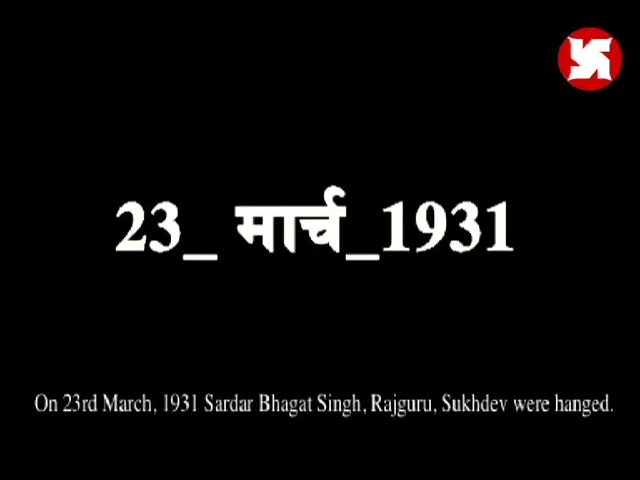 23_ मार्च_1931
On 23rd March, 1931 Sardar Bhagat Singh, Rajguru, Sukhdev were hanged.